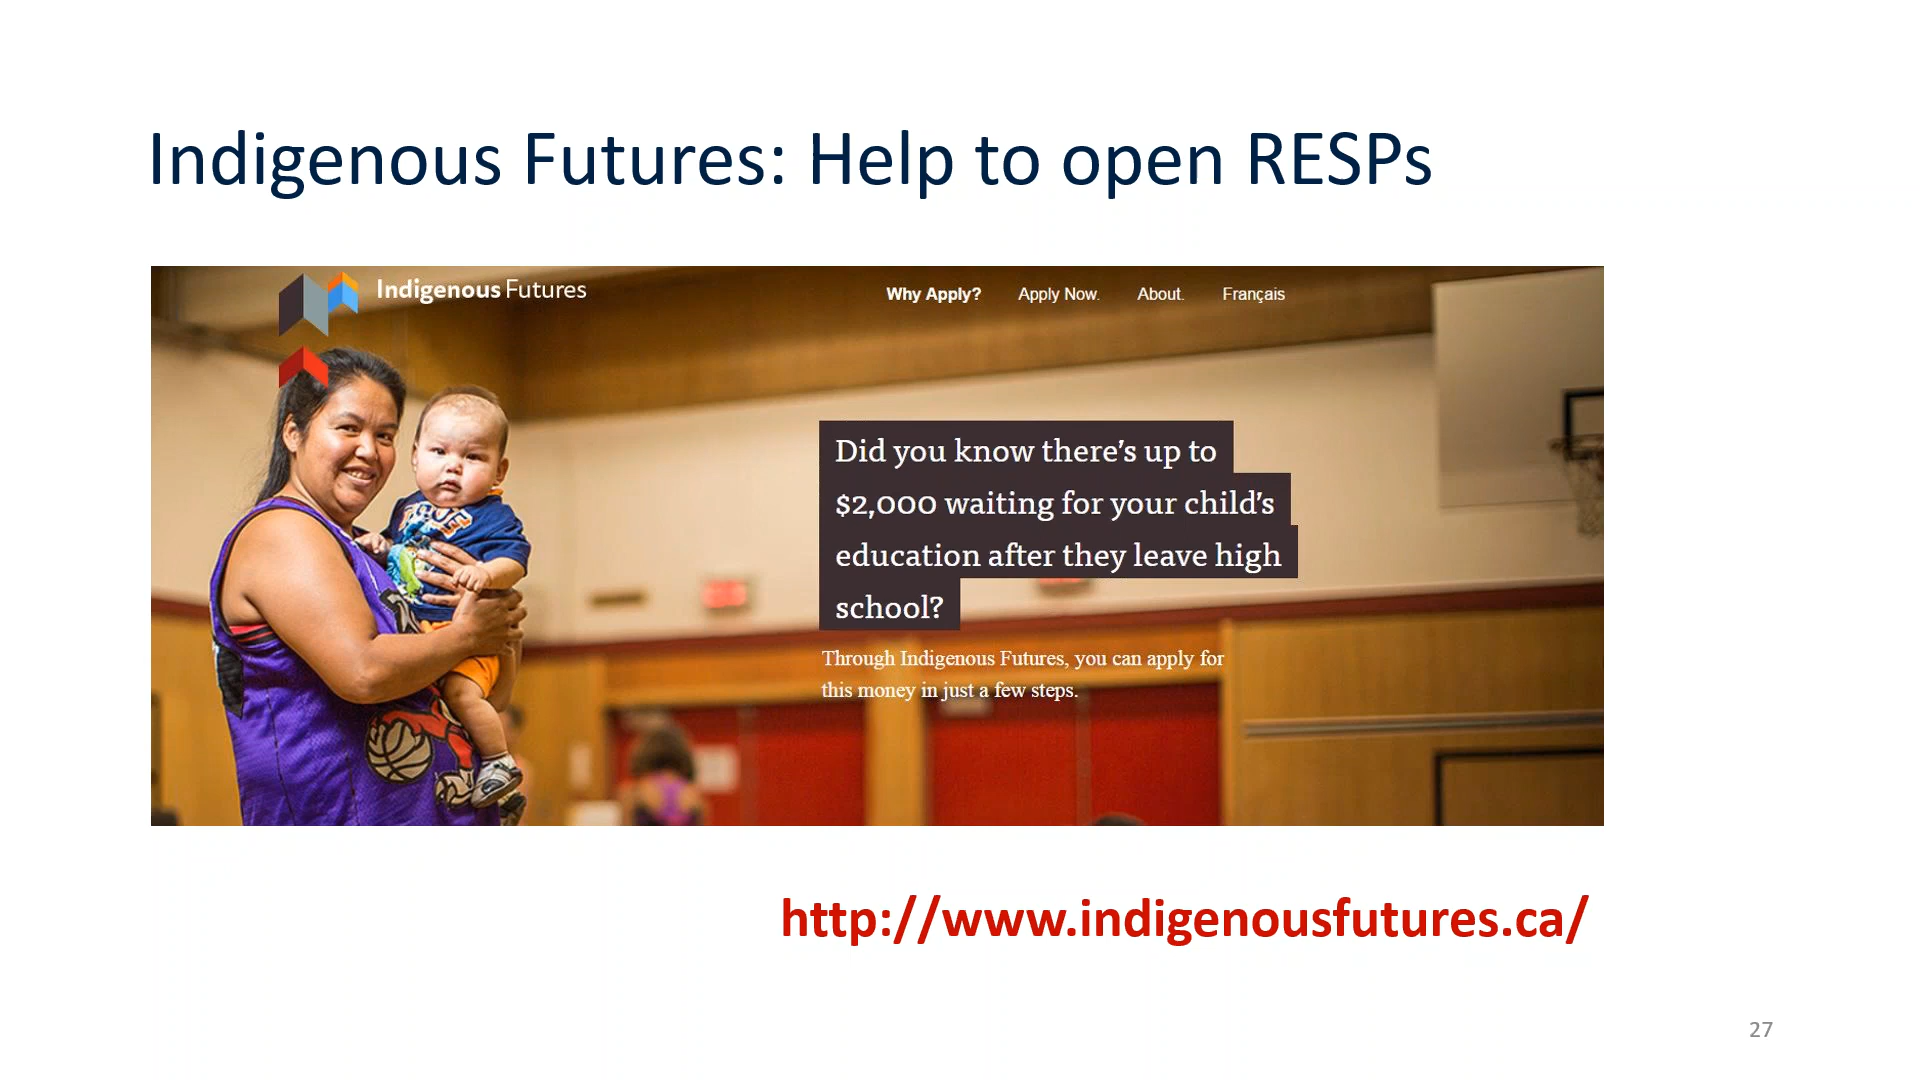 Indigenous Futures: Help to open RESPs
Indigenous Futures
Why Apply? Apply Now. About. Français
Did you know there’s up to
$2,000 waiting for your child’s
education after they leave high
school?
Through Indigenous Futures, you can apply for
this money in just a few steps.
http://www.indigenousfutures.ca/
27